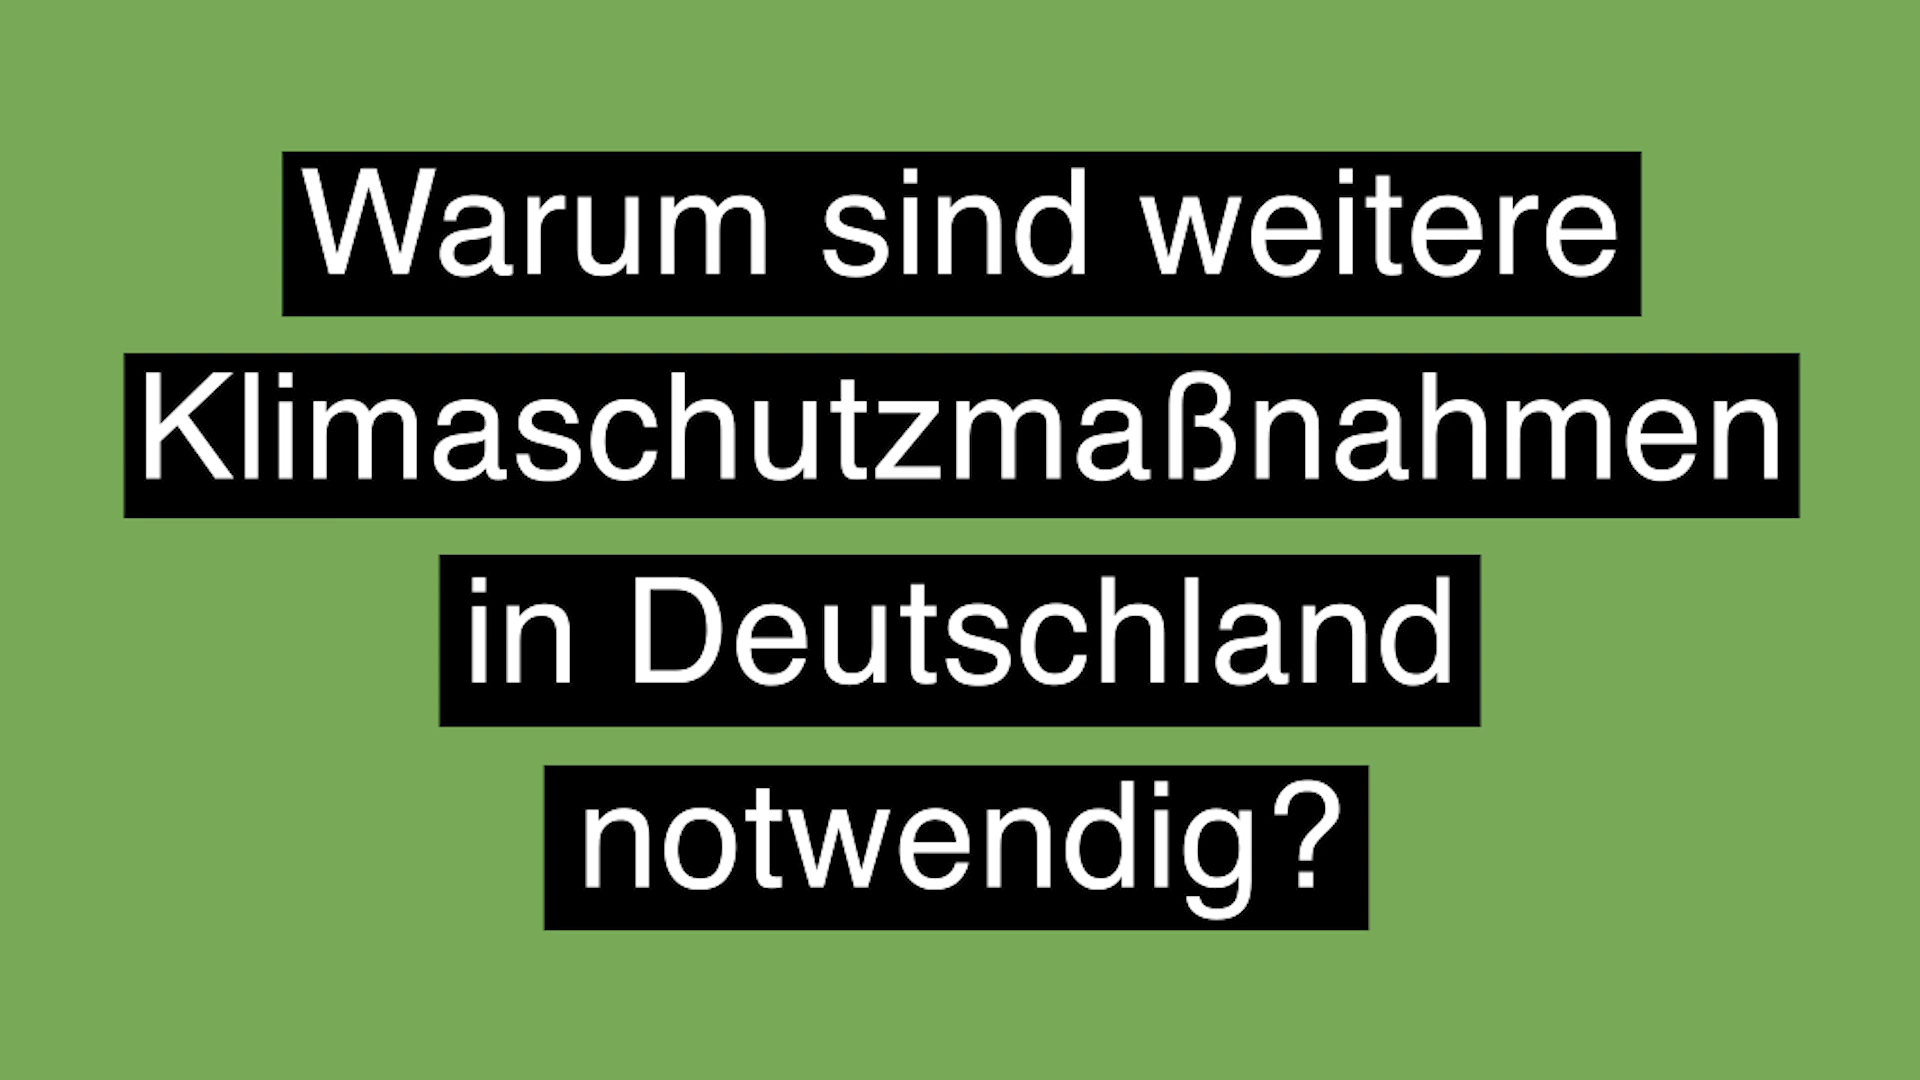 Warum sind weitere
Klimaschutzmaßnahmen
in Deutschland
notwendig?